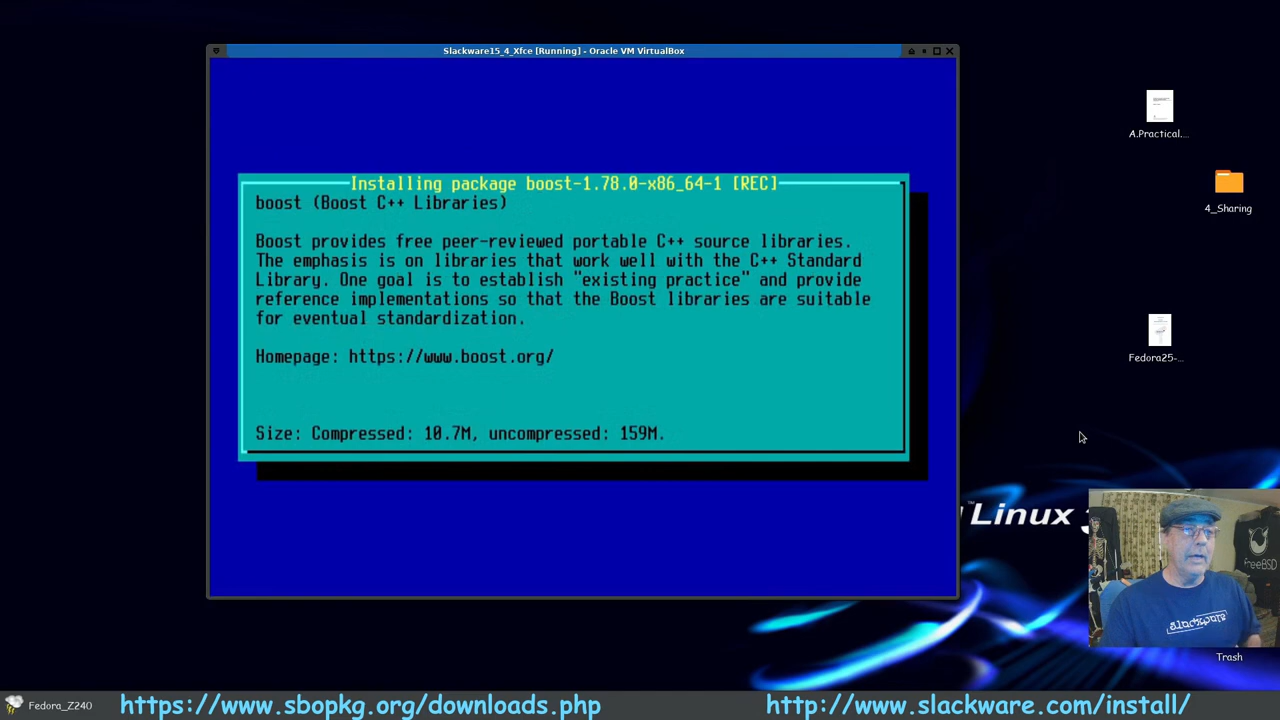 Slackware15_4_Xfce [Running] - Oracle VM VirtualBox
Installing package boost-1.78.0-x86_64-1 [REC]
boost (Boost C++ Libraries)
Boost provides free peer-reviewed portable C++ source libraries.
The emphasis is on libraries that work well with the C++ Standard
Library. One goal is to establish "existing practice" and provide
reference implementations so that the Boost libraries are suitable
for eventual standardization.
Homepage: https://www.boost.org/
Size: Compressed: 10.7M, uncompressed: 159M.
A.Practical....
4_Sharing
Fedora25-...
Linux
freeBSD
slackware
Trash
Fedora_Z240
https://www.sbopkg.org/downloads.php
http://www.slackware.com/install/